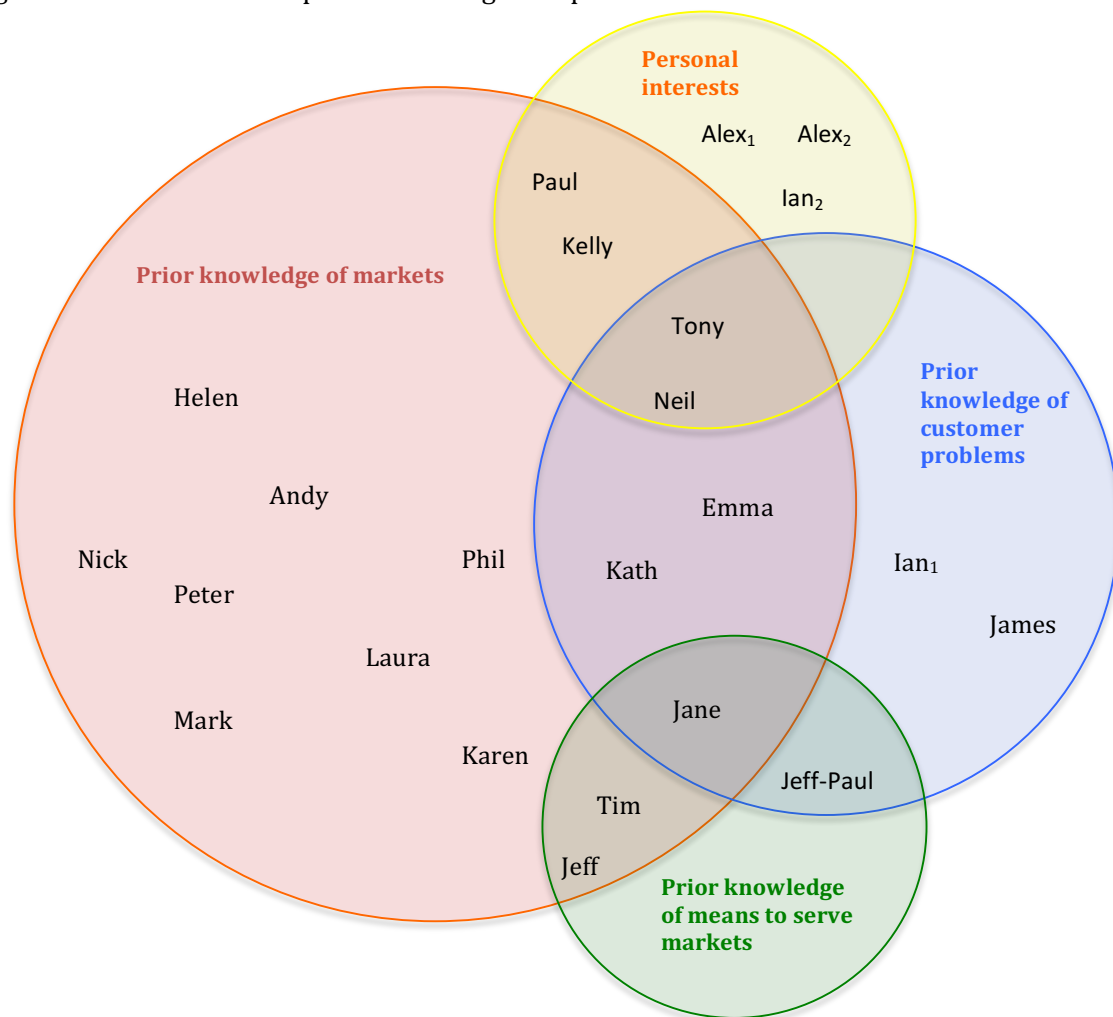 Personal
interests
Alex₁ Alex₂
Paul
Ian₂
Kelly
Prior knowledge of markets
Tony
Prior
knowledge of
customer
problems
Helen
Neil
Andy
Emma
Nick
Phil
Ian₁
Kath
Peter
James
Laura
Jane
Mark
Karen
Jeff-Paul
Tim
Jeff
Prior knowledge
of means to serve
markets